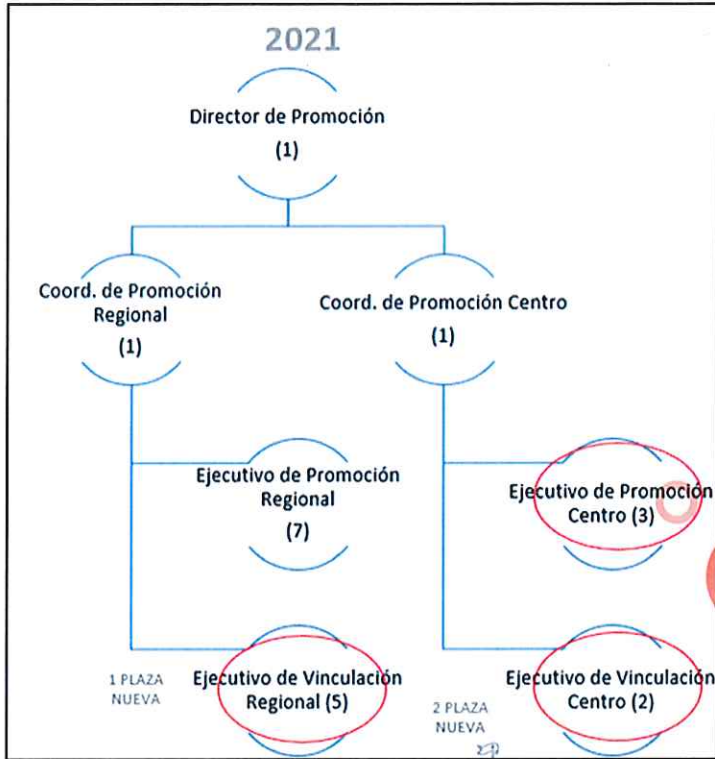 2021
Director de Promoción
(1)
Coord. de Promoción
Regional
(1)
Coord. de Promoción Centro
(1)
Ejecutivo de Promoción
Regional
(7)
Ejecutivo de Promoción
Centro (3)
1 PLAZA
NUEVA
Ejecutivo de Vinculación
Regional (5)
2 PLAZA
NUEVA
Ejecutivo de Vinculación
Centro (2)